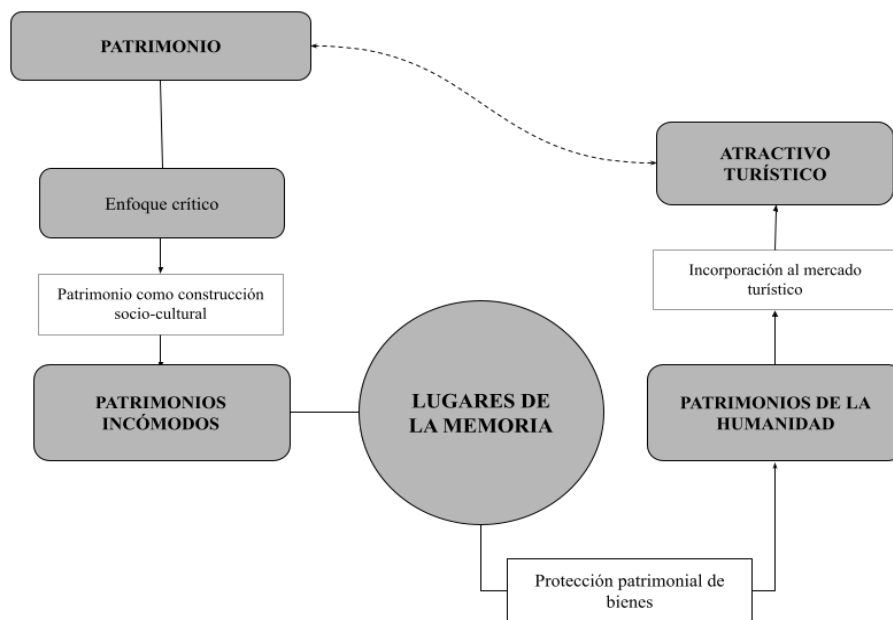 PATRIMONIO
ATRACTIVO
TURÍSTICO
Enfoque crítico
Incorporación al mercado
turístico
Patrimonio como construcción
socio-cultural
PATRIMONIOS
INCÓMODOS
LUGARES DE
LA MEMORIA
PATRIMONIOS DE LA
HUMANIDAD
Protección patrimonial de
bienes